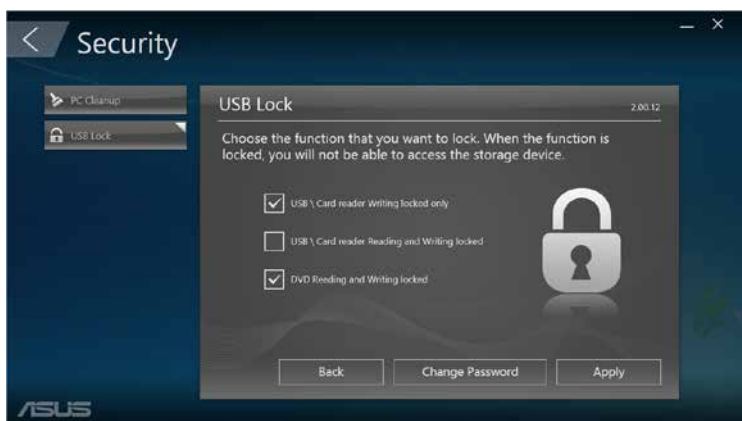 Security
PC Cleanup
USB Lock
USB Lock
2.00.12
Choose the function that you want to lock. When the function is
locked, you will not be able to access the storage device.
USB \ Card reader Writing locked only
USB \ Card reader Reading and Writing locked
DVD Reading and Writing locked
Back
Change Password
Apply
ASUS